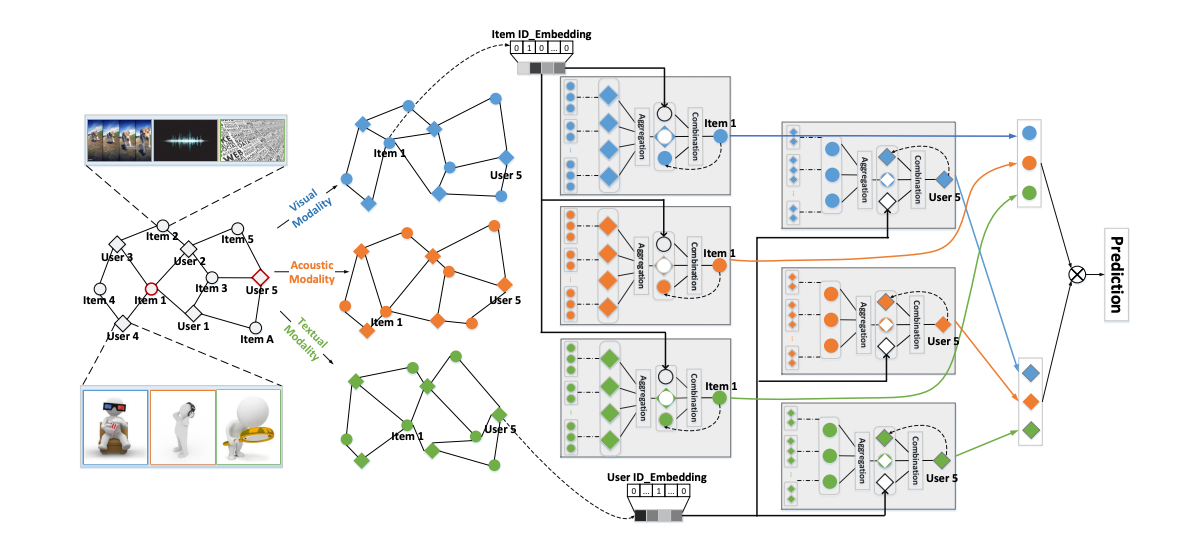 Item ID_Embedding
0 1 0 ... 0
Aggregation
Combination
Item 1
Item 1
User 5
Visual
Modality
Aggregation
Combination
User 5
Item 2
Item 5
User 3
User 2
Item 4
Item 1
Item 3
User 5
User 1
User 4
Item A
Acoustic
Modality
Item 1
User 5
Aggregation
Combination
Item 1
Aggregation
Combination
User 5
Prediction
Textual
Modality
Item 1
User 5
Aggregation
Combination
Item 1
Aggregation
Combination
User 5
User ID_Embedding
0 ... 1 ... 0
WEB